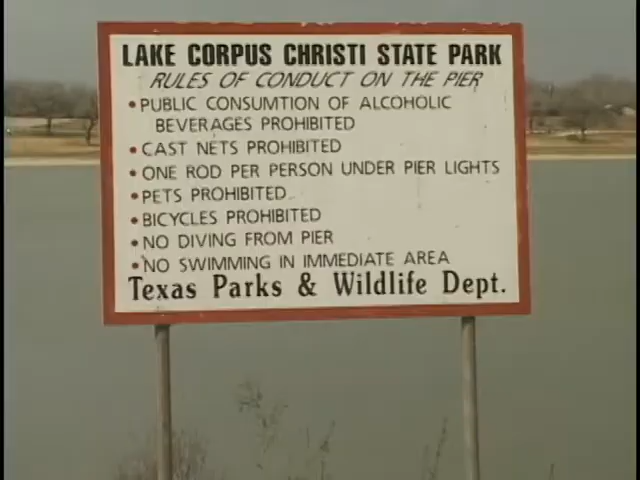 LAKE CORPUS CHRISTI STATE PARK
RULES OF CONDUCT ON THE PIER
•PUBLIC CONSUMTION OF ALCOHOLIC
BEVERAGES PROHIBITED
•CAST NETS PROHIBITED
•ONE ROD PER PERSON UNDER PIER LIGHTS
•PETS PROHIBITED
•BICYCLES PROHIBITED
•NO DIVING FROM PIER
•NO SWIMMING IN IMMEDIATE AREA
Texas Parks & Wildlife Dept.